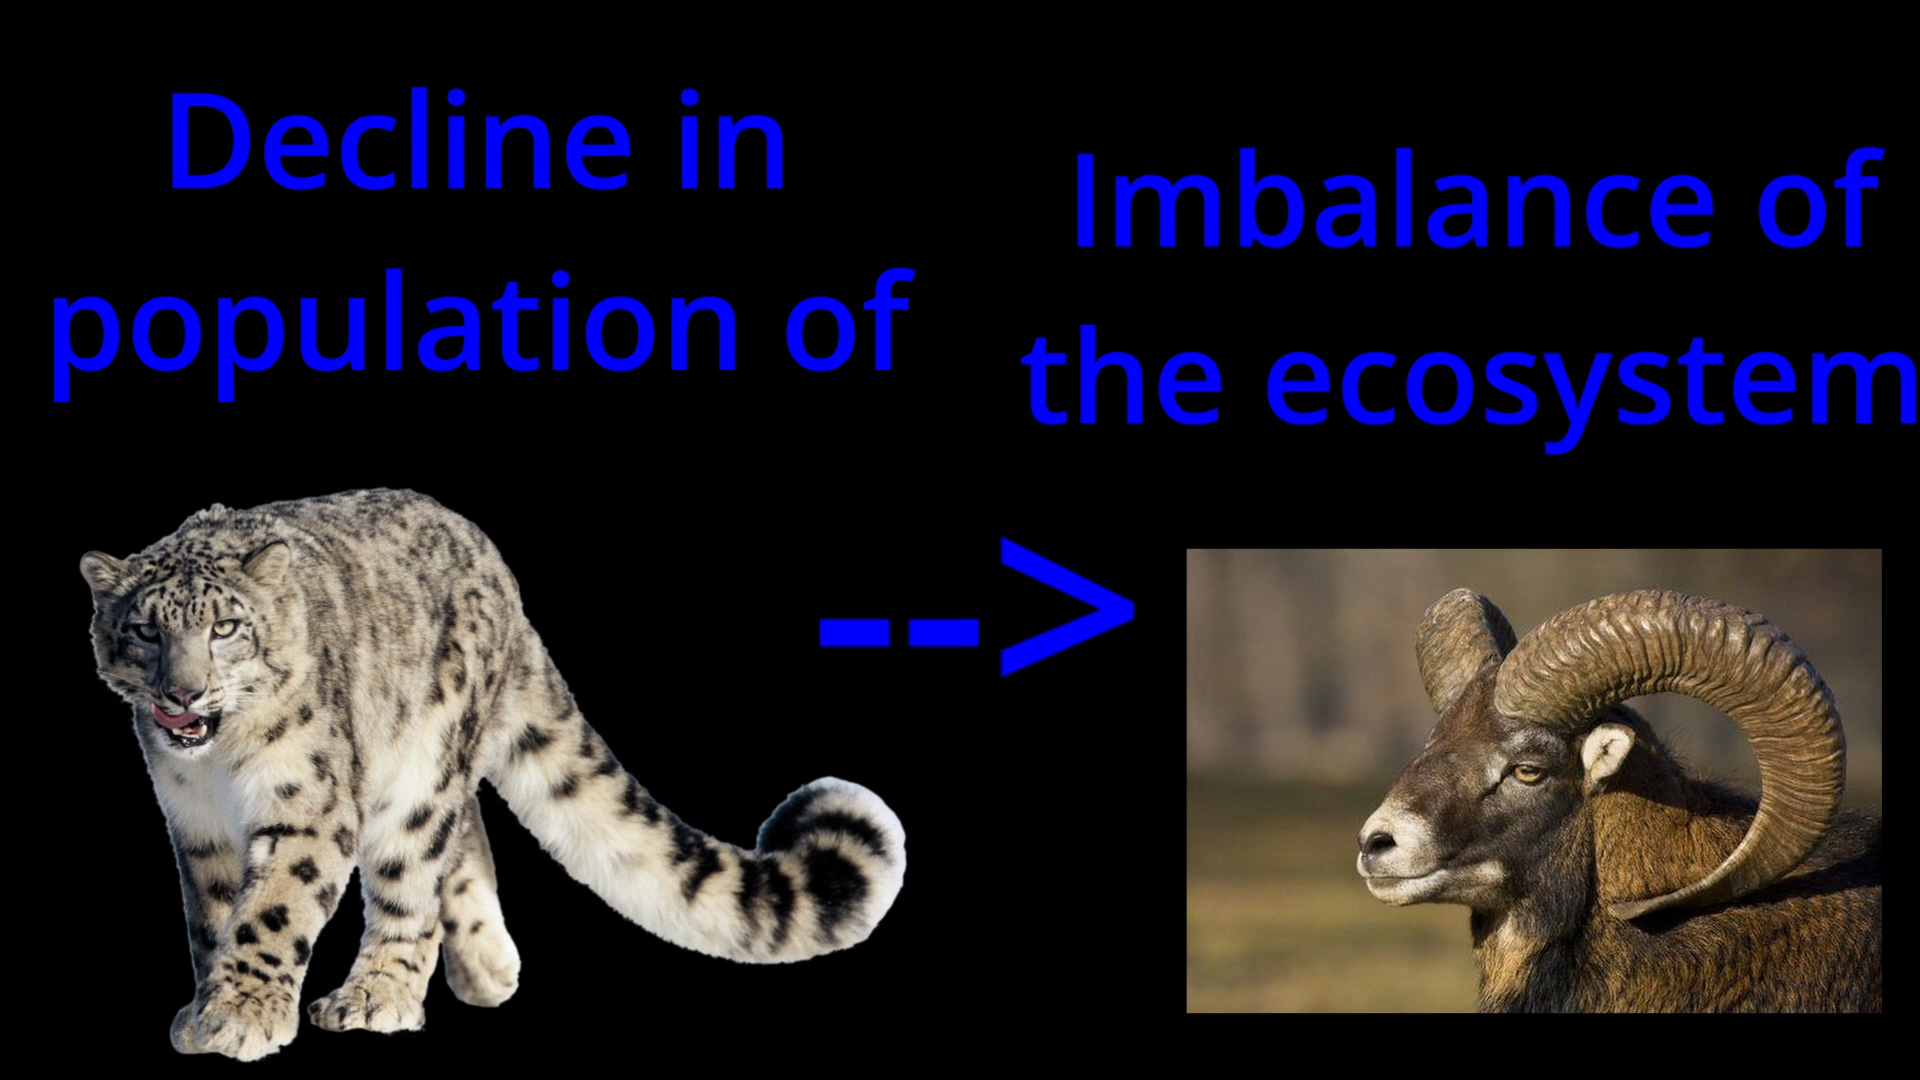 Decline in
population of
Imbalance of
the ecosystem
-->